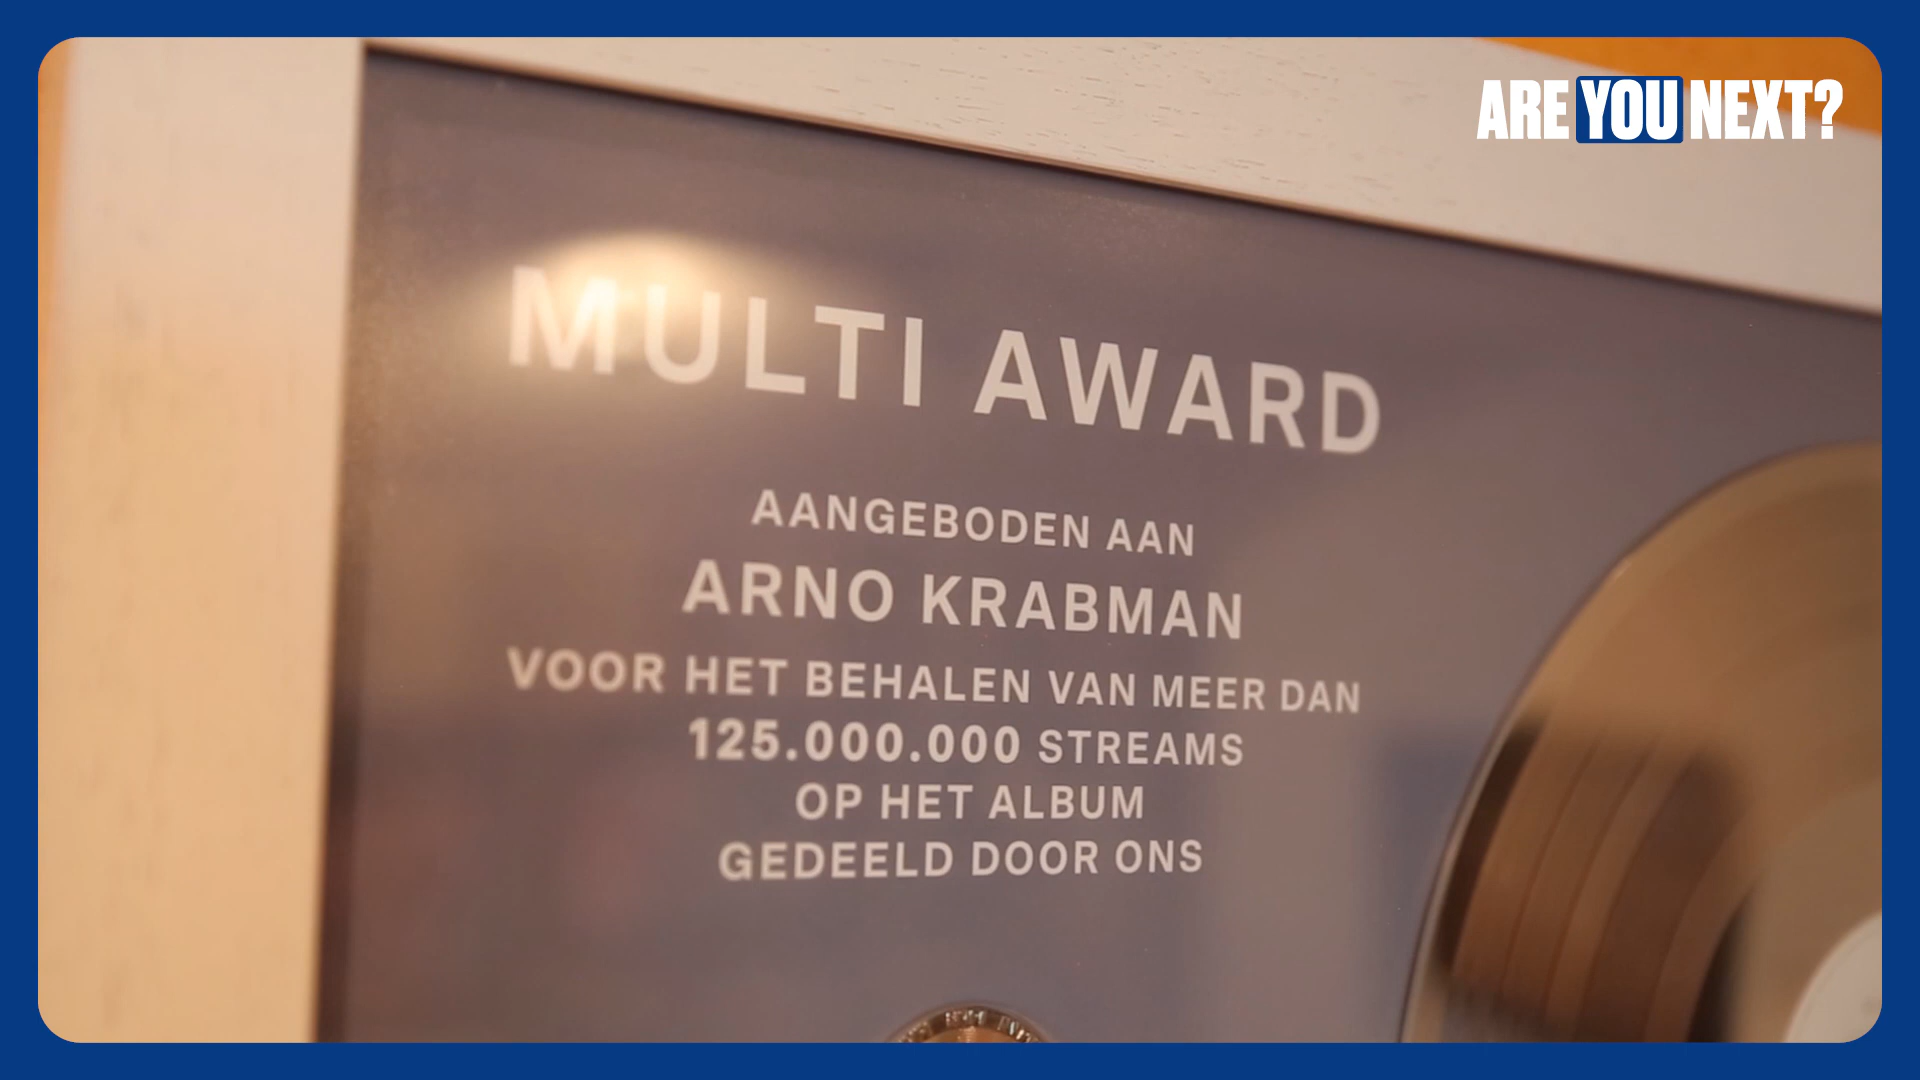 ARE YOU NEXT?
MULTI AWARD
AANGEBODEN AAN
ARNO KRABMAN
VOOR HET BEHALEN VAN MEER DAN
125.000.000 STREAMS
OP HET ALBUM
GEDEELD DOOR ONS